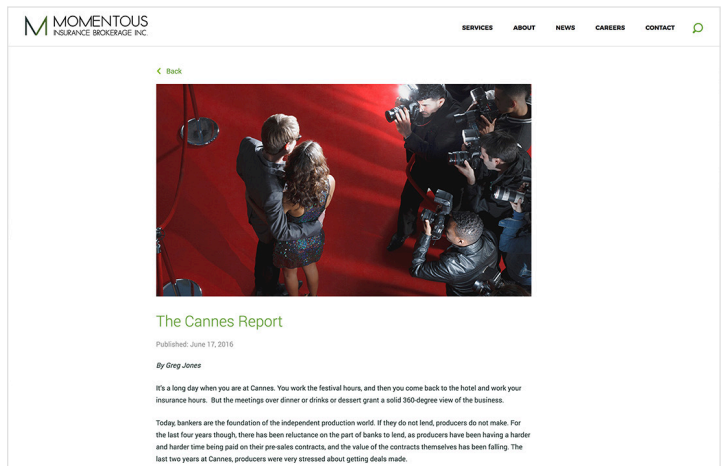 MOMENTOUS
INSURANCE BROKERAGE INC.
SERVICES ABOUT NEWS CAREERS CONTACT
Back
The Cannes Report
Published: June 17, 2016
By Greg Jones
It's a long day when you are at Cannes. You work the festival hours, and then you come back to the hotel and work your
insurance hours. But the meetings over dinner or drinks or dessert grant a solid 360-degree view of the business.
Today, bankers are the foundation of the independent production world. If they do not lend, producers do not make. For
the last four years though, there has been reluctance on the part of banks to lend, as producers have been having a harder
and harder time being paid on their pre-sales contracts, and the value of the contracts themselves has been falling. The
last two years at Cannes, producers were very stressed about getting deals made.